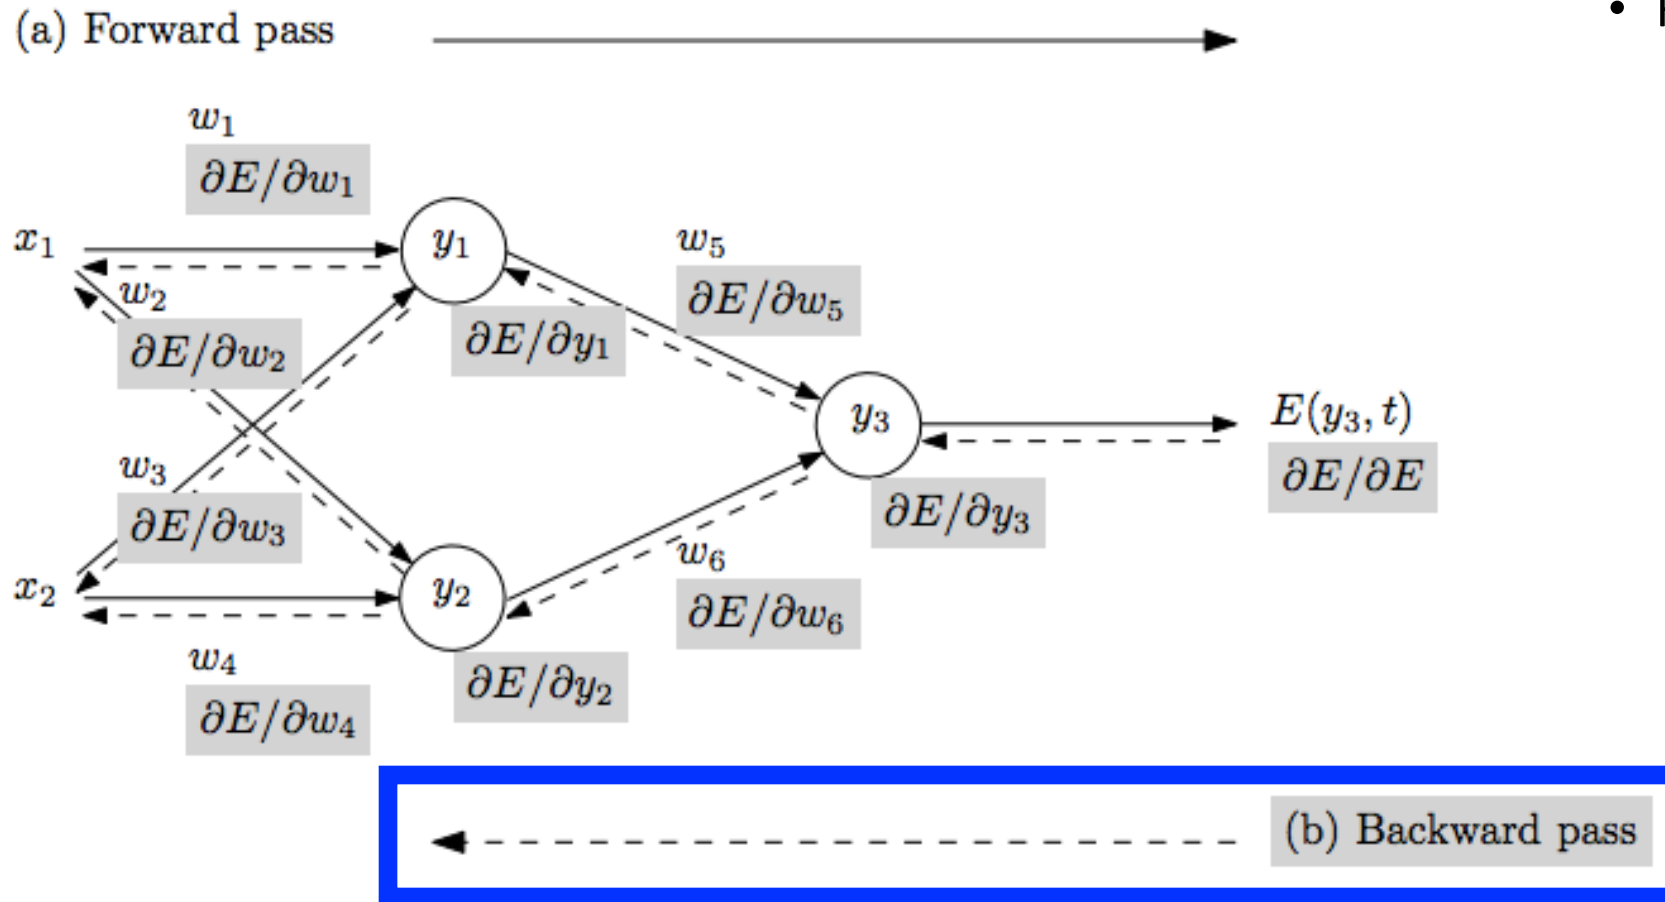 (a) Forward pass
w₁
∂E/∂w₁
x₁
y₁
w₅
∂E/∂w₅
w₂
∂E/∂w₂
∂E/∂y₁
y₃
E(y₃, t)
∂E/∂E
w₃
∂E/∂w₃
∂E/∂y₃
x₂
y₂
w₆
∂E/∂w₆
w₄
∂E/∂w₄
∂E/∂y₂
(b) Backward pass